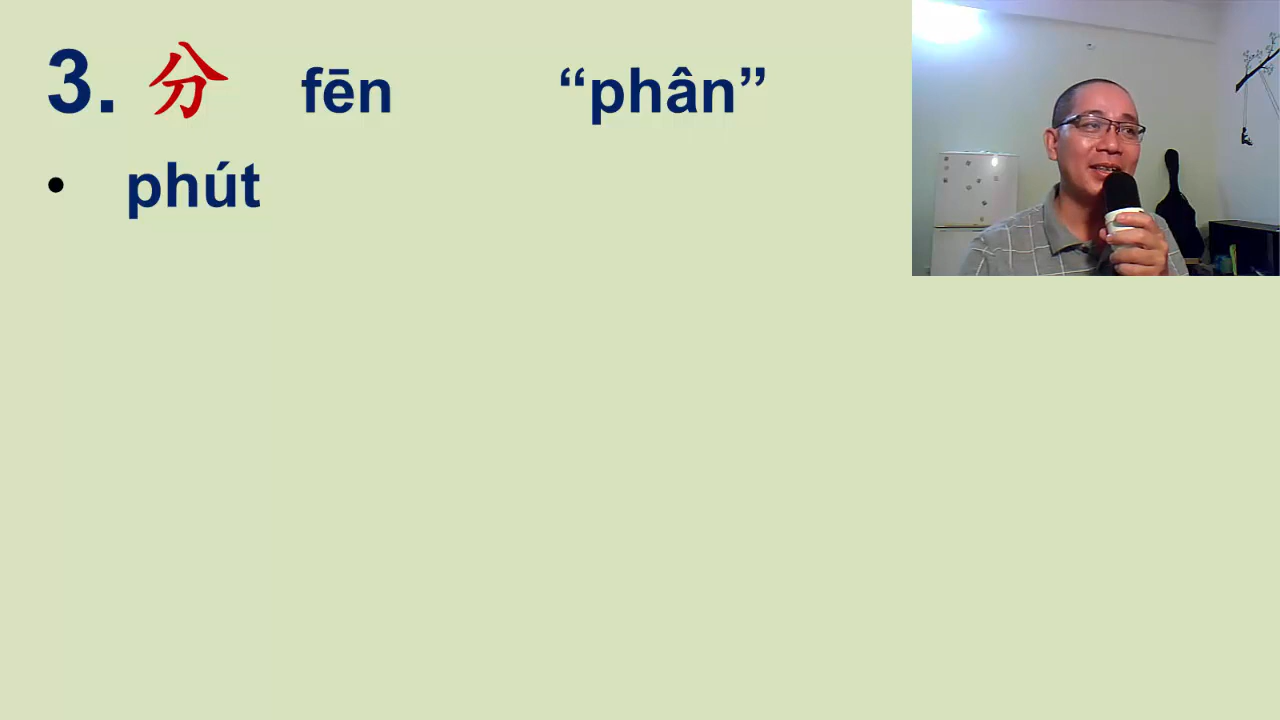 3. 分 fēn “phân”
• phút